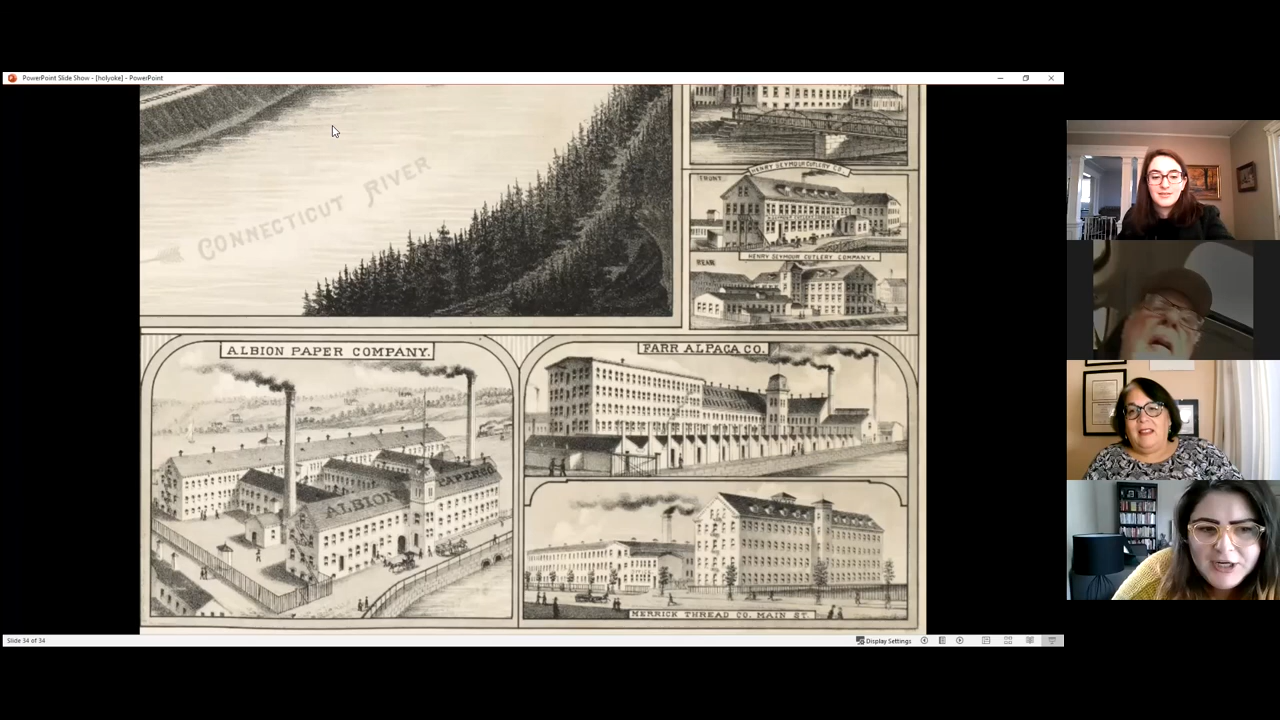 PowerPoint Slide Show - [holyoke] - PowerPoint
CONNECTICUT RIVER
HENRY SEYMOUR CUTLERY CO.
FRONT.
HENRY SEYMOUR CUTLERY COMPANY.
REAR
ALBION PAPER COMPANY.
ALBION PAPER CO
FARR ALPACA CO.
MERRICK THREAD CO. MAIN ST.
Slide 34 of 34
Display Settings